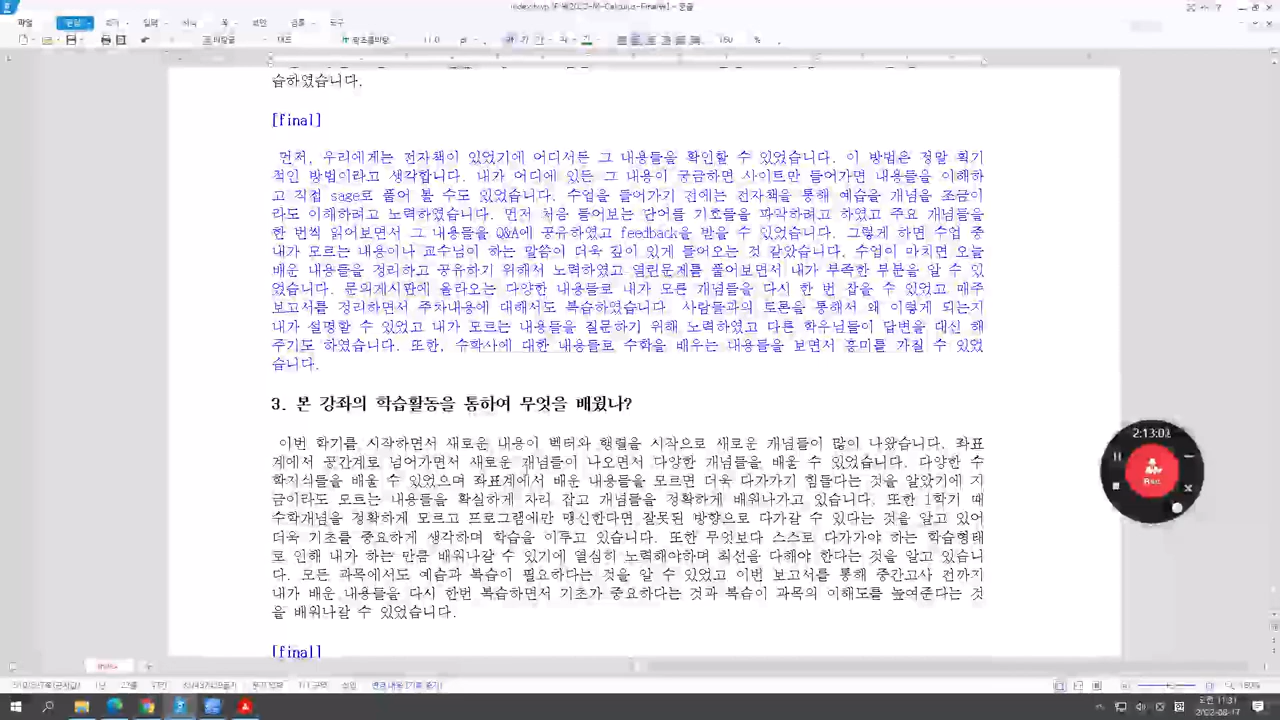 파일
습하였습니다.
[final]
먼저, 우리에게는 전자책이 있었기에 어디서든 그 내용들을 확인할 수 있었습니다. 이 방법은 정말 획기
적인 방법이라고 생각합니다. 내가 어디에 있든 그 내용이 궁금하면 사이트만 들어가면 내용들을 이해하
고 직접 sage로 풀어 볼 수도 있었습니다. 수업을 들어가기 전에는 전자책을 통해 예습을 개념을 조금이
라도 이해하려고 노력하였습니다. 먼저 처음 들어보는 단어들 기호들을 파악하려고 하였고 주요 개념들을
한 번씩 읽어보면서 그 내용들을 Q&A에 공유하였고 feedback을 받을 수 있었습니다. 그렇게 하면 수업 중
내가 모르는 내용이나 교수님이 하는 말씀이 더욱 깊이 있게 들어오는 것 같았습니다. 수업이 마치면 오늘
배운 내용들을 정리하고 공유하기 위해서 노력하였고 열린문제를 풀어보면서 내가 부족한 부분을 알 수 있
었습니다. 문의게시판에 올라오는 다양한 내용들로 내가 모른 개념들을 다시 한 번 잡을 수 있었고 매주
보고서를 정리하면서 주차내용에 대해서도 복습하였습니다. 사람들과의 토론을 통해서 왜 이렇게 되는지
내가 설명할 수 있었고 내가 모르는 내용들을 질문하기 위해 노력하였고 다른 학우님들이 답변을 대신 해
주기도 하였습니다. 또한, 수학사에 대한 내용들로 수학을 배우는 내용들을 보면서 흥미를 가질 수 있었
습니다.
3. 본 강좌의 학습활동을 통하여 무엇을 배웠나?
이번 학기를 시작하면서 새로운 내용이 벡터와 행렬을 시작으로 새로운 개념들이 많이 나왔습니다. 좌표
계에서 공간계로 넘어가면서 새로운 개념들이 나오면서 다양한 개념들을 배울 수 있었습니다. 다양한 수
학지식들을 배울 수 있었으며 좌표계에서 배운 내용들을 모르면 더욱 다가가기 힘들다는 것을 알았기에 지
금이라도 모르는 내용들을 확실하게 자리 잡고 개념들을 정확하게 배워나가고 있습니다. 또한 1학기 때
수학개념을 정확하게 모르고 프로그램에만 맹신한다면 잘못된 방향으로 다가갈 수 있다는 것을 알고 있어
더욱 기초를 중요하게 생각하며 학습을 이루고 있습니다. 또한 무엇보다 스스로 다가가야 하는 학습형태
로 인해 내가 하는 만큼 배워나갈 수 있기에 열심히 노력해야하며 최선을 다해야 한다는 것을 알고 있습니
다. 모든 과목에서도 예습과 복습이 필요하다는 것을 알 수 있었고 이번 보고서를 통해 중간고사 전까지
내가 배운 내용들을 다시 한번 복습하면서 기초가 중요하다는 것과 복습이 과목의 이해도를 높여준다는 것
을 배워나갈 수 있었습니다.
[final]
2:13:02
Rec
2022-08-17